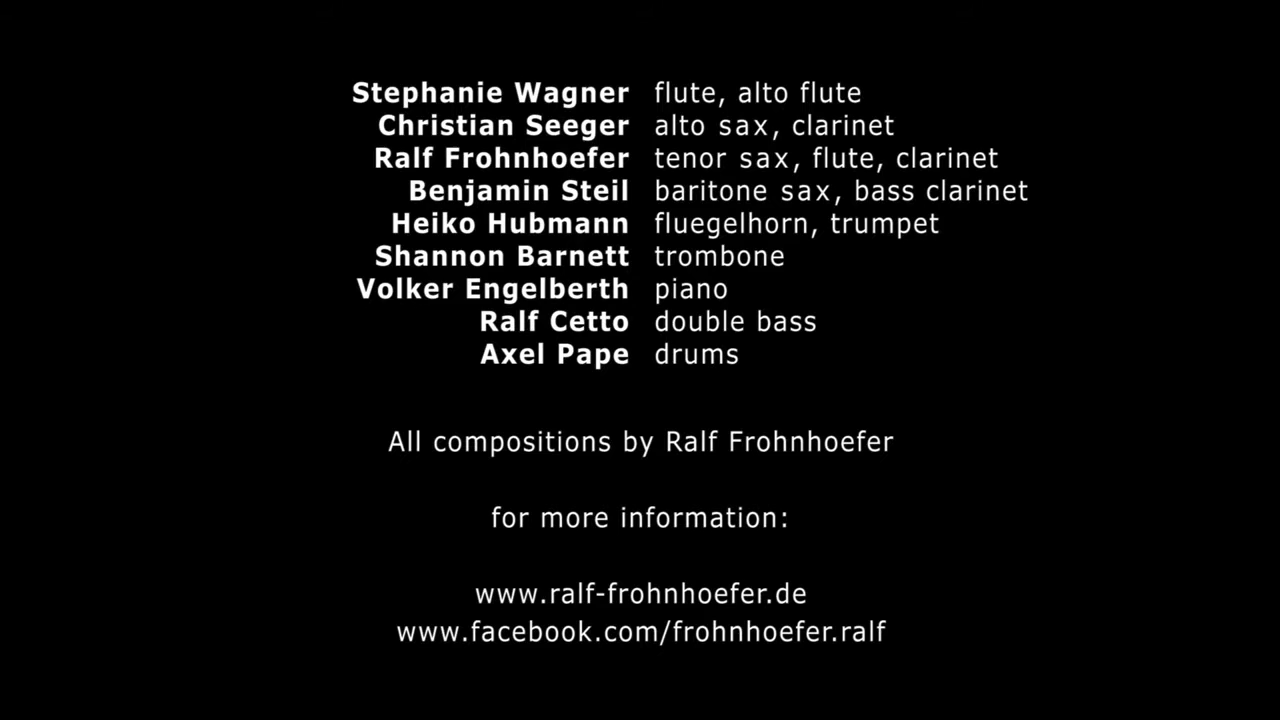 Stephanie Wagner flute, alto flute
Christian Seeger alto sax, clarinet
Ralf Frohnhoefer tenor sax, flute, clarinet
Benjamin Steil baritone sax, bass clarinet
Heiko Hubmann fluegelhorn, trumpet
Shannon Barnett trombone
Volker Engelberth piano
Ralf Cetto double bass
Axel Pape drums
All compositions by Ralf Frohnhoefer
for more information:
www.ralf-frohnhoefer.de
www.facebook.com/frohnhoefer.ralf